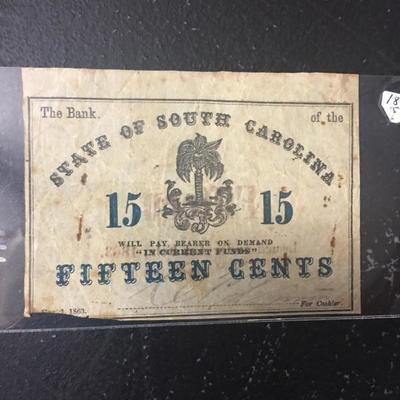 The Bank. of the
STATE OF SOUTH CAROLINA
15 15
WILL PAY BEARER ON DEMAND
"IN CURRENT FUNDS"
FIFTEEN CENTS
1863. For Cashier.
18